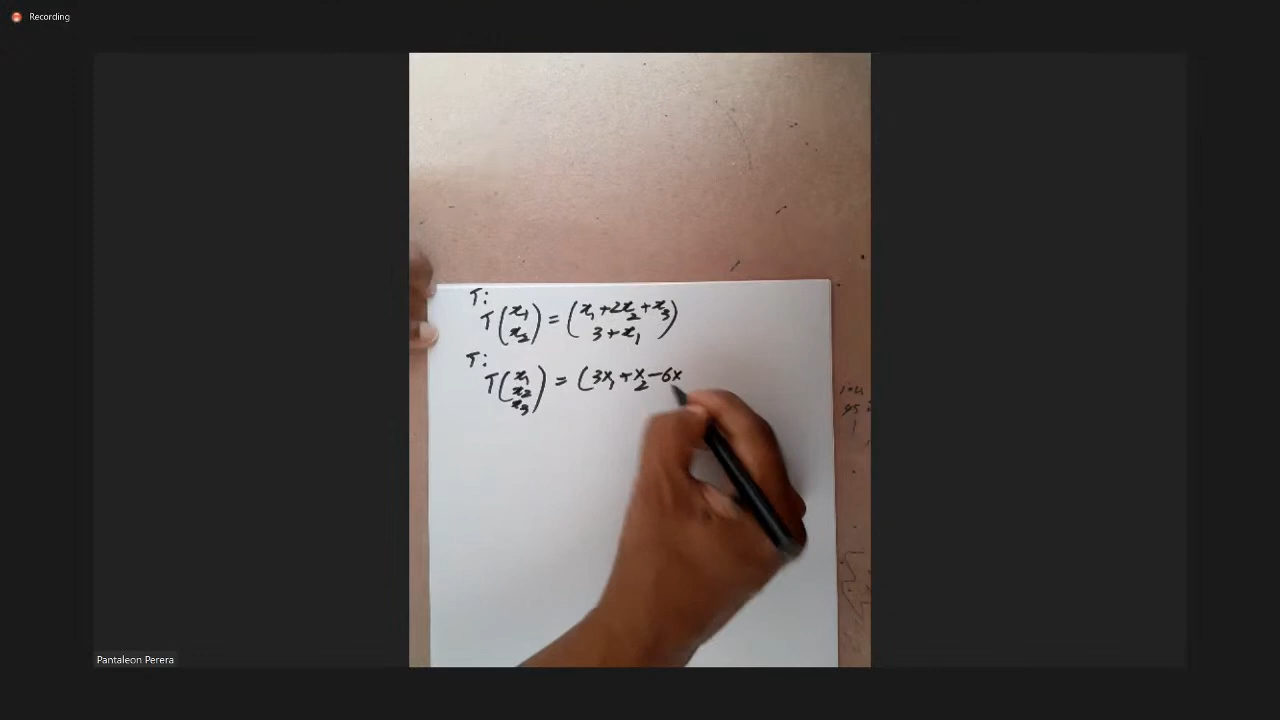 Recording
T:
T(x₁ x₂) = (x₁+2x₂+x₃
3+x₁)
T:
T(x₁ x₂ x₃) = (3x₁+x₂-6x
Pantaleon Perera